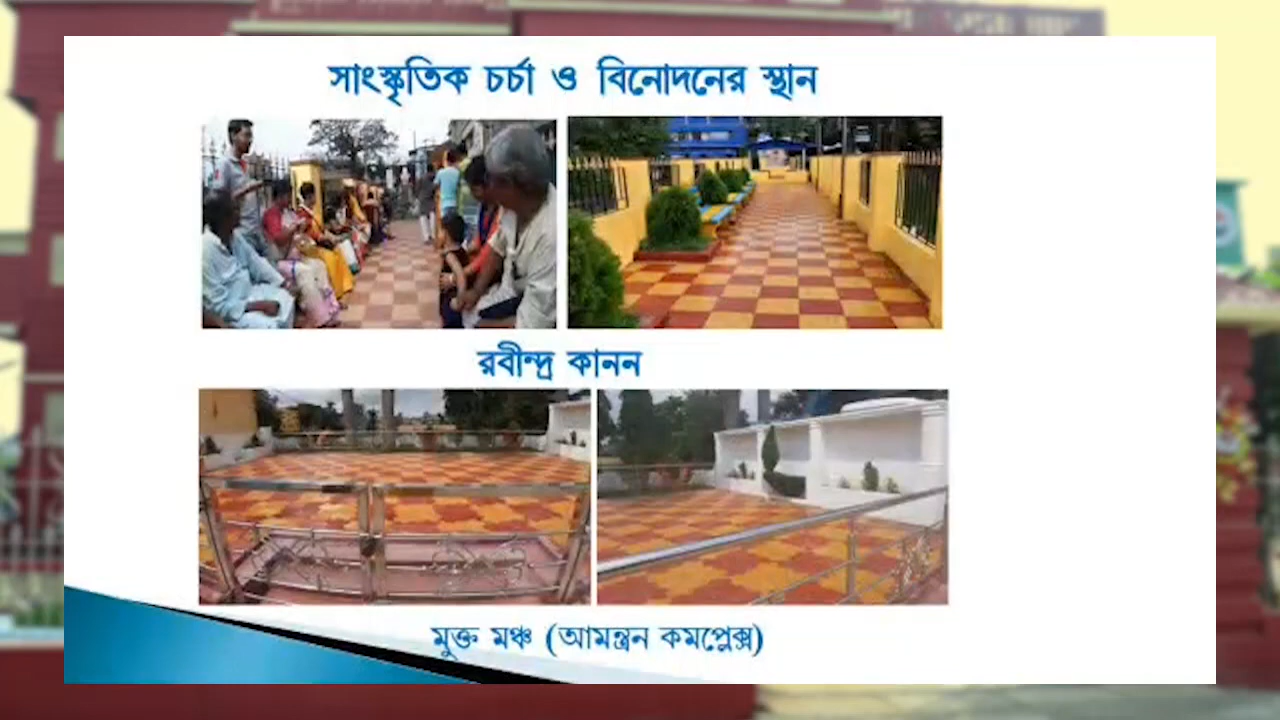 সাংস্কৃতিক চর্চা ও বিনোদনের স্থান
রবীন্দ্র কানন
মুক্ত মঞ্চ (আমন্ত্রন কমপ্লেক্স)